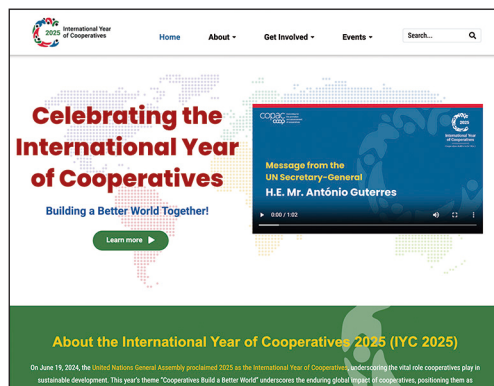 2025
International Year
of Cooperatives
Home
About
Get Involved
Events
Search...
Celebrating the
International Year
of Cooperatives
Building a Better World Together!
Learn more
copac
2025
International Year
of Cooperatives
Message from the
UN Secretary-General
H.E. Mr. António Guterres
0:00 / 1:02
About the International Year of Cooperatives 2025 (IYC 2025)
On June 19, 2024, the United Nations General Assembly proclaimed 2025 as the International Year of Cooperatives, underscoring the vital role cooperatives play in
sustainable development. This year's theme "Cooperatives Build a Better World" underscores the enduring global impact of cooperatives, positioning them as